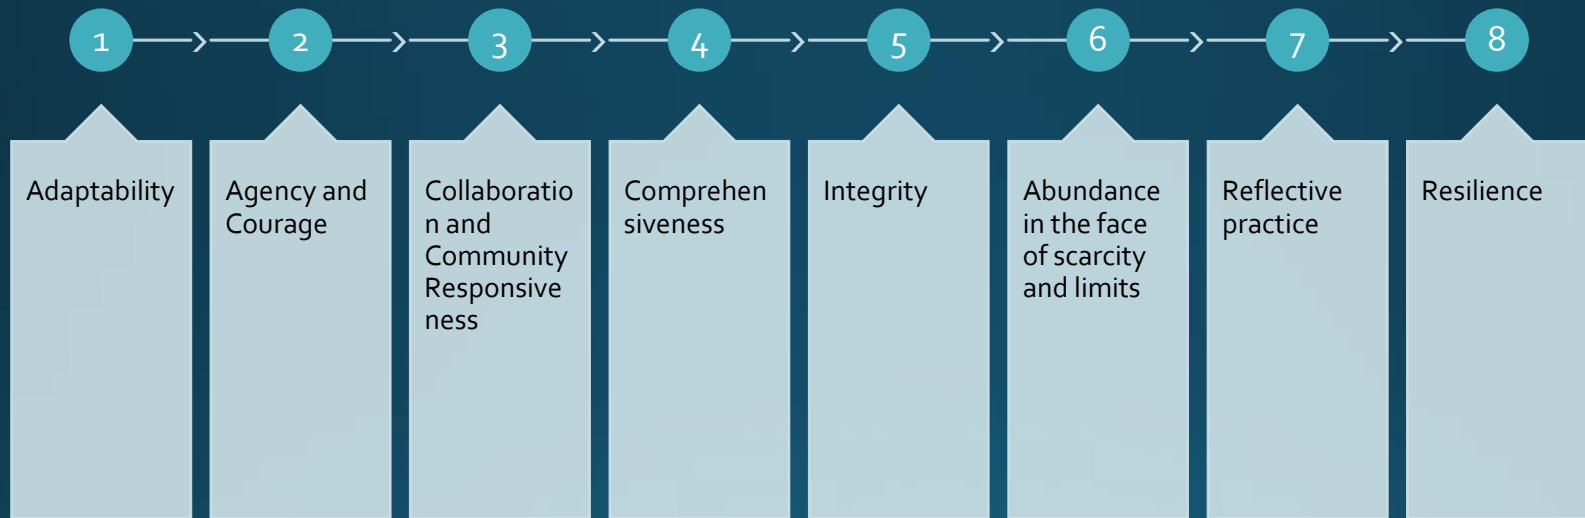 1 2 3 4 5 6 7 8
Adaptability
Agency and
Courage
Collaboratio
n and
Community
Responsive
ness
Comprehen
siveness
Integrity
Abundance
in the face
of scarcity
and limits
Reflective
practice
Resilience